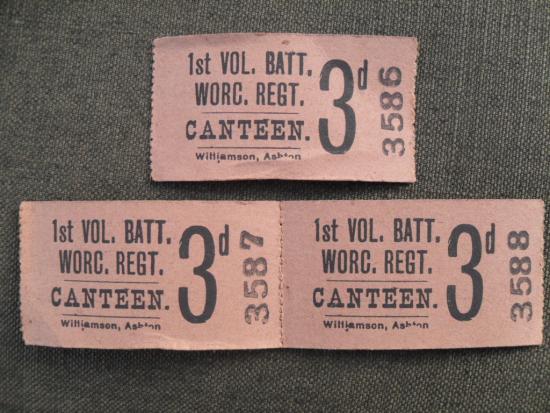 1st VOL. BATT.
WORC. REGT.
CANTEEN.
Williamson, Ashton
3d
3586
1st VOL. BATT.
WORC. REGT.
CANTEEN.
Williamson, Ashton
3d
3587
1st VOL. BATT.
WORC. REGT.
CANTEEN.
Williamson, Ashton
3d
3588